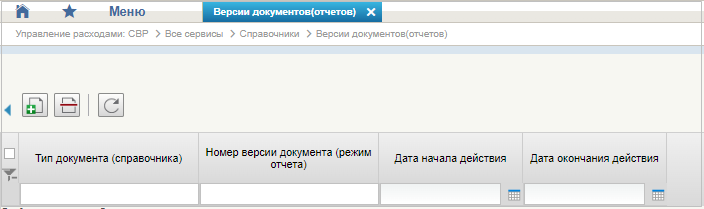 Меню
Версии документов(отчетов)
Управление расходами: СВР > Все сервисы > Справочники > Версии документов(отчетов)
Тип документа (справочника)
Номер версии документа (режим
отчета)
Дата начала действия
Дата окончания действия